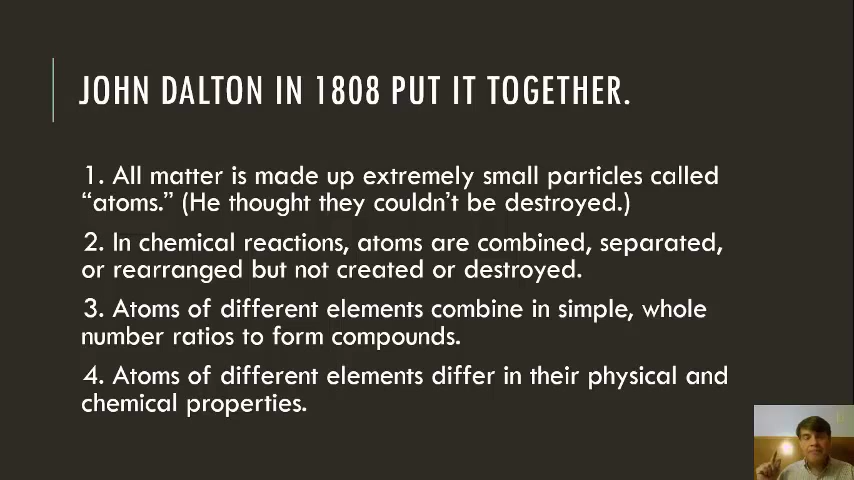 JOHN DALTON IN 1808 PUT IT TOGETHER.
1. All matter is made up extremely small particles called
“atoms.” (He thought they couldn’t be destroyed.)
2. In chemical reactions, atoms are combined, separated,
or rearranged but not created or destroyed.
3. Atoms of different elements combine in simple, whole
number ratios to form compounds.
4. Atoms of different elements differ in their physical and
chemical properties.